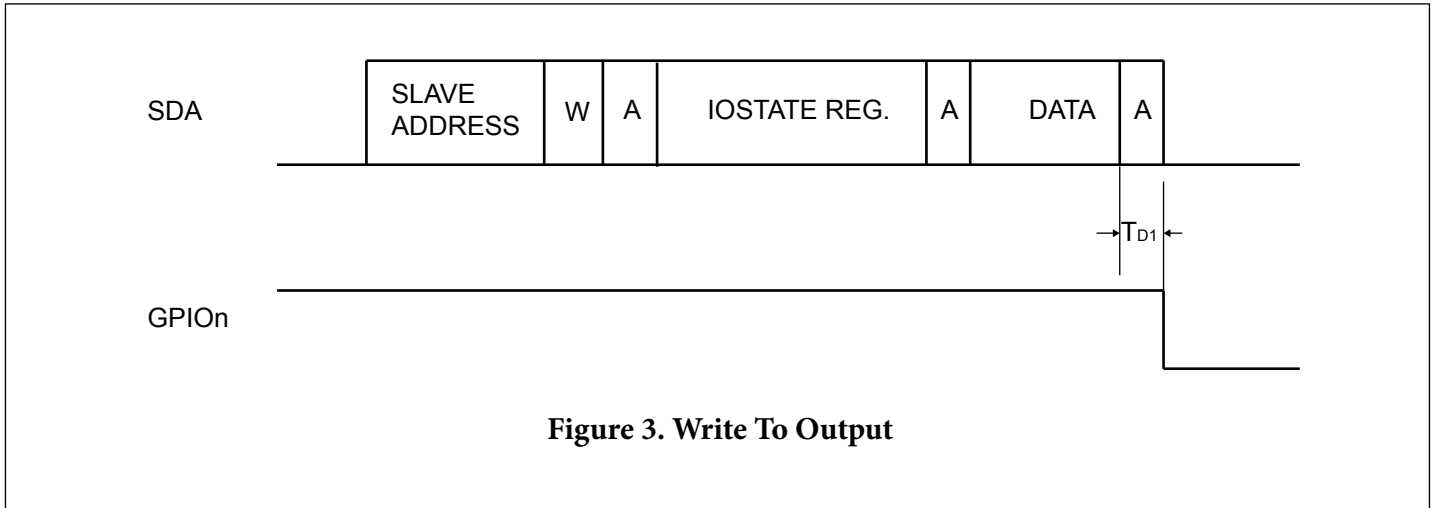 SDA
SLAVE
ADDRESS
W
A
IOSTATE REG.
A
DATA
A
TD1
GPIOn
Figure 3. Write To Output